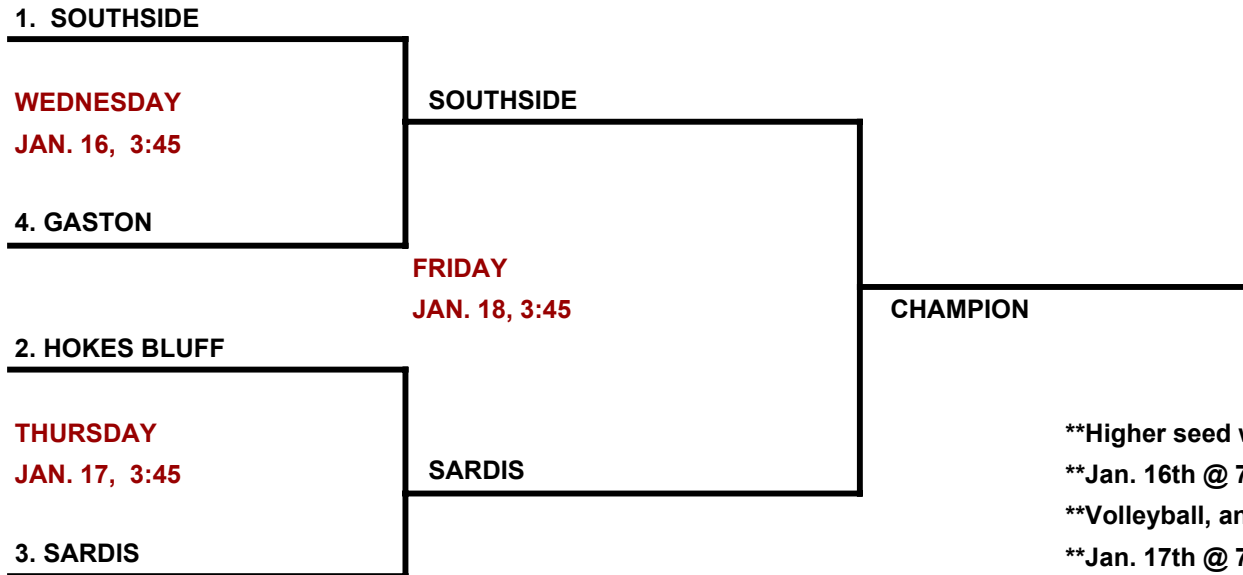 1. SOUTHSIDE
WEDNESDAY
SOUTHSIDE
JAN. 16, 3:45
4. GASTON
FRIDAY
JAN. 18, 3:45
CHAMPION
2. HOKES BLUFF
THURSDAY
**Higher seed
JAN. 17, 3:45
SARDIS
**Jan. 16th @
**Volleyball,
3. SARDIS
**Jan. 17th @